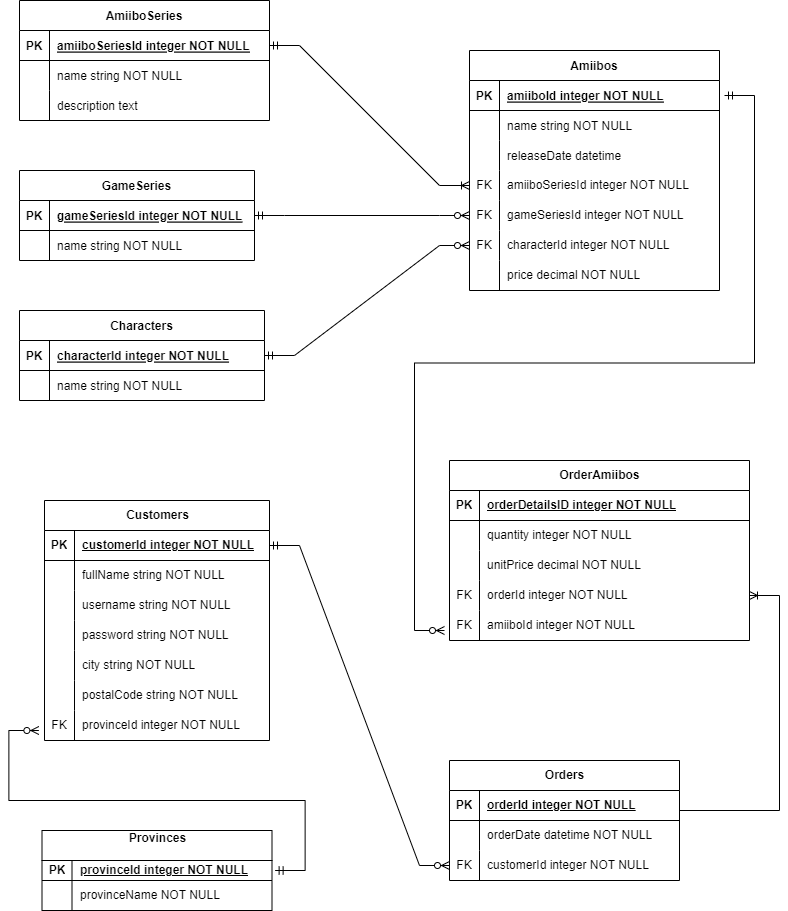 AmiiboSeries
PK amiiboSeriesId integer NOT NULL
name string NOT NULL
description text
Amiibos
PK amiiboId integer NOT NULL
name string NOT NULL
releaseDate datetime
FK amiiboSeriesId integer NOT NULL
FK gameSeriesId integer NOT NULL
FK characterId integer NOT NULL
price decimal NOT NULL
GameSeries
PK gameSeriesId integer NOT NULL
name string NOT NULL
Characters
PK characterId integer NOT NULL
name string NOT NULL
OrderAmiibos
PK orderDetailsID integer NOT NULL
quantity integer NOT NULL
unitPrice decimal NOT NULL
FK orderId integer NOT NULL
FK amiiboId integer NOT NULL
Customers
PK customerId integer NOT NULL
fullName string NOT NULL
username string NOT NULL
password string NOT NULL
city string NOT NULL
postalCode string NOT NULL
FK provinceId integer NOT NULL
Orders
PK orderId integer NOT NULL
orderDate datetime NOT NULL
FK customerId integer NOT NULL
Provinces
PK provinceId integer NOT NULL
provinceName NOT NULL